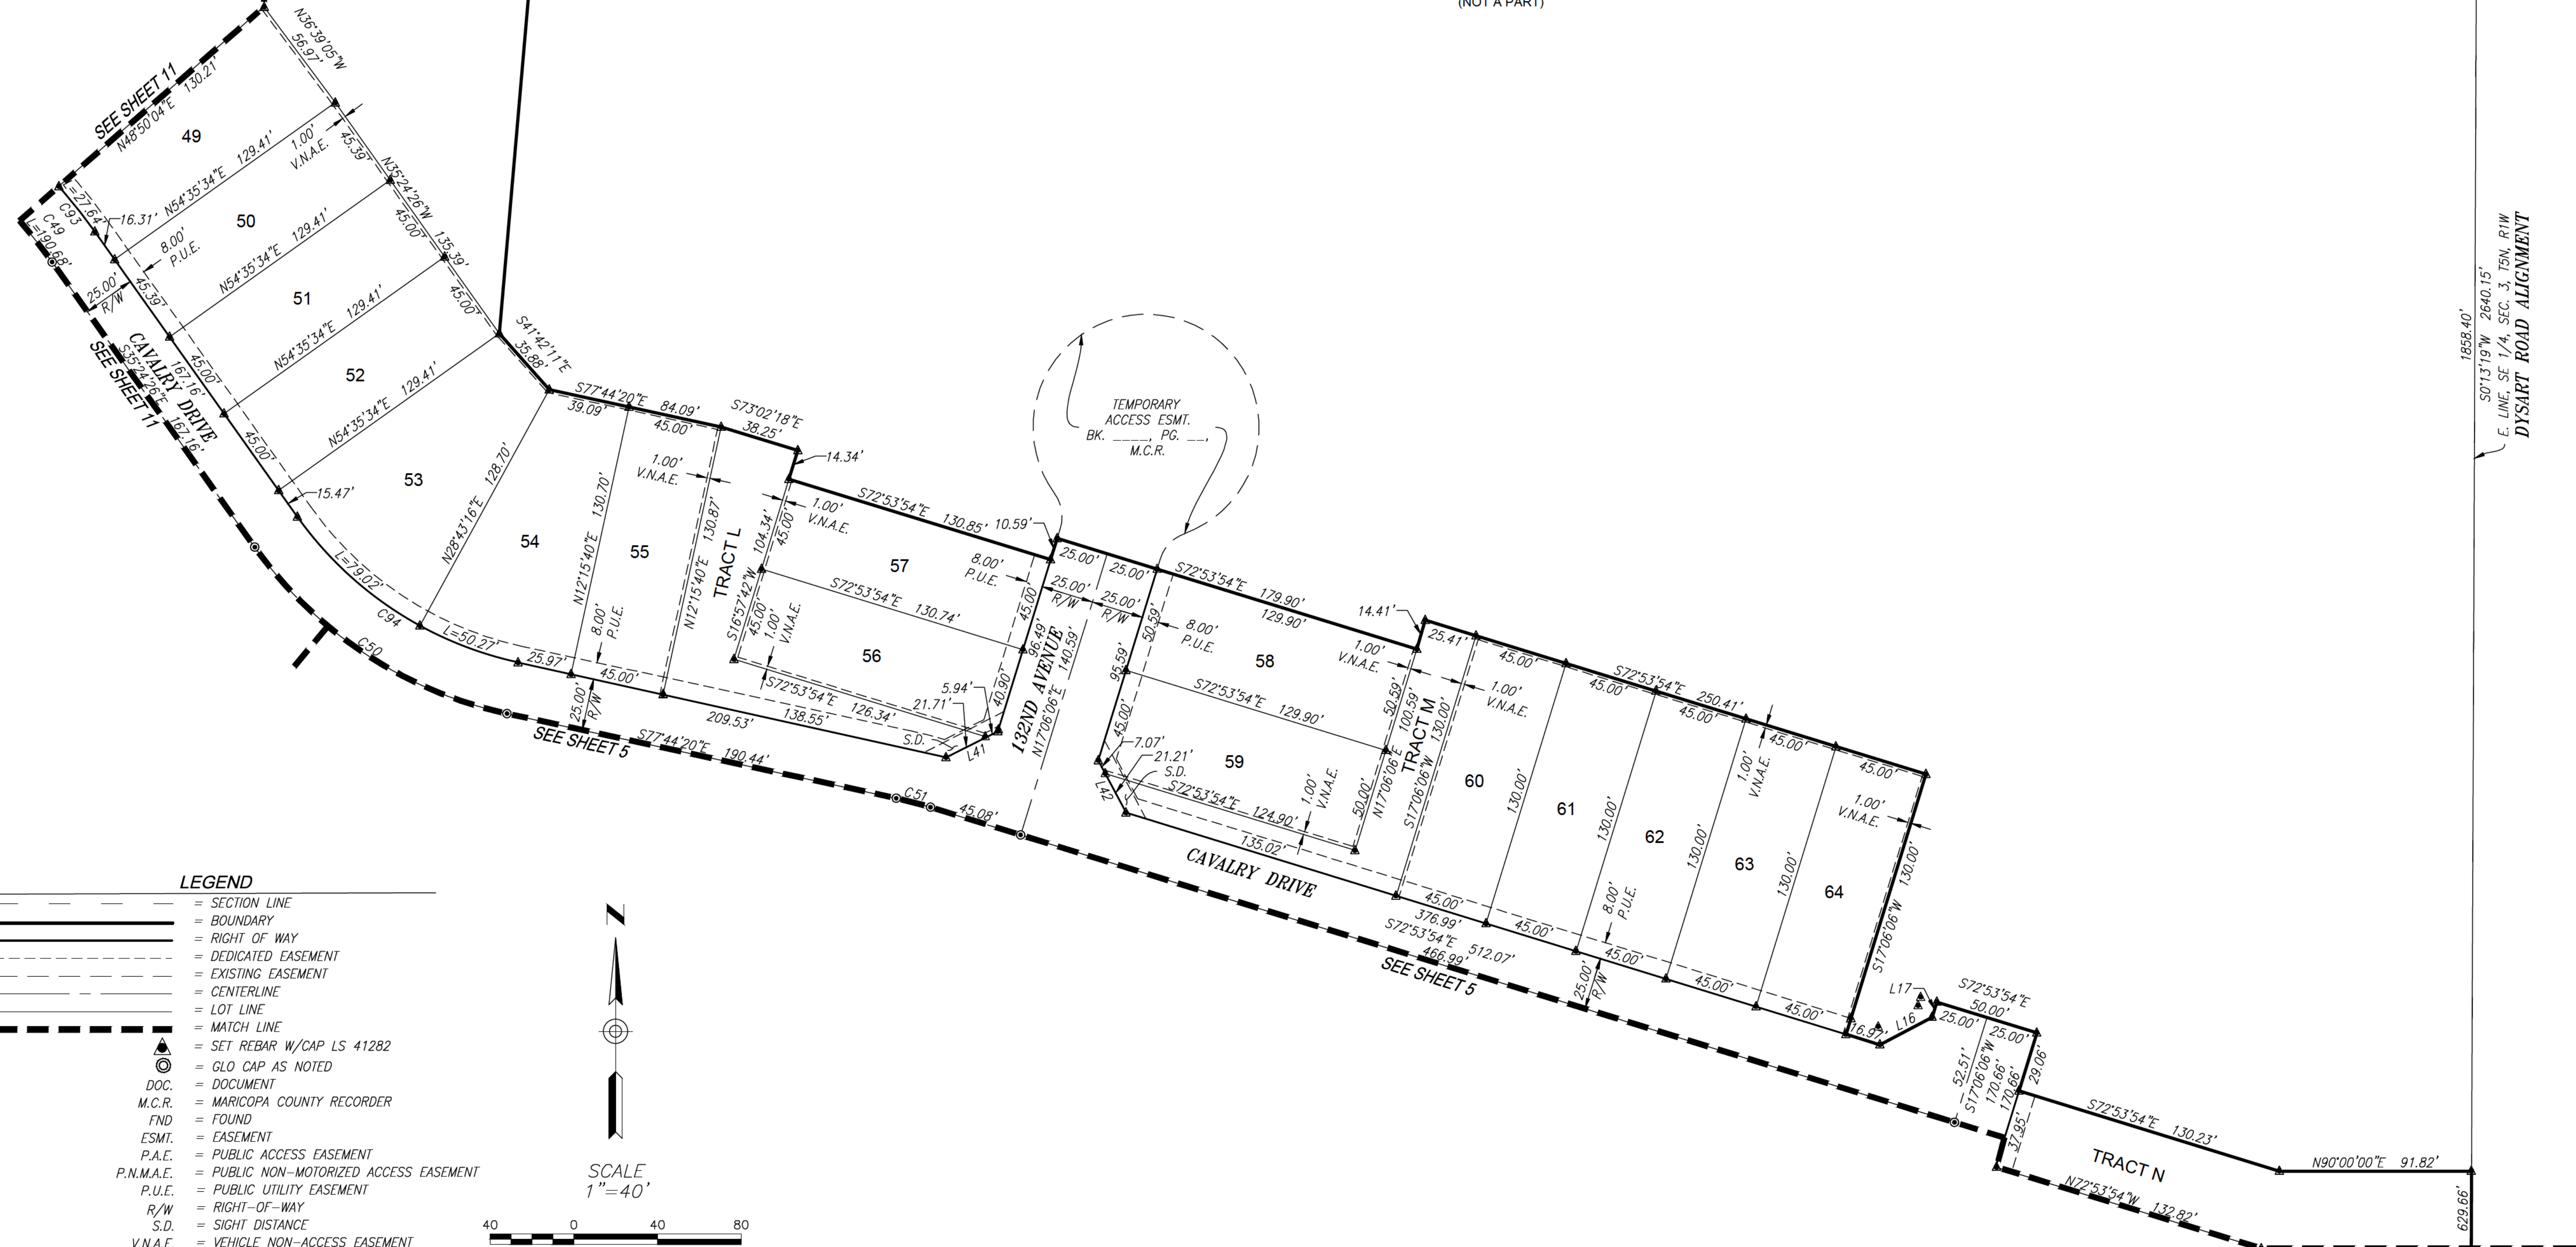 (NOT A PART)
N36°39'05"W
56.97'
SEE SHEET 11
N48°50'04"E 130.21'
49
N54°35'34"E 129.41'
1.00'
V.N.A.E.
45.39'
N35°24'26"W
135.39'
L=27.64'
C93
C49
L=190.68'
16.31'
8.00'
P.U.E.
50
N54°35'34"E 129.41'
45.00'
25.00'
R/W
45.39'
51
N54°35'34"E 129.41'
45.00'
CAVALRY DRIVE
SEE SHEET 11
S35°24'26"E 167.16'
167.16'
45.00'
52
N54°35'34"E 129.41'
45.00'
15.47'
53
S41°42'11"E
35.88'
S77°44'20"E 84.09'
39.09'
45.00'
S73°02'18"E
38.25'
14.34'
L=79.02'
C94
N28°43'16"E 128.70'
54
L=50.27'
C50
N12°15'40"E 130.70'
55
1.00'
V.N.A.E.
N12°15'40"E 130.87'
TRACT L
8.00'
P.U.E.
25.97'
45.00'
25.00'
R/W
209.53'
138.55'
SEE SHEET 5
S77°44'20"E 190.44'
S72°53'54"E 130.85'
10.59'
1.00'
V.N.A.E.
45.00'
104.34'
S16°57'42"W
45.00'
1.00'
V.N.A.E.
57
8.00'
P.U.E.
S72°53'54"E 130.74'
56
S72°53'54"E 126.34'
5.94'
21.71'
S.D.
L41
45.00'
96.49'
40.90'
C51
45.08'
TEMPORARY
ACCESS ESMT.
BK. ____, PG. __,
M.C.R.
25.00'
25.00'
25.00'
R/W
25.00'
R/W
132ND AVENUE
N17°06'06"E 140.59'
50.59'
95.59'
45.00'
8.00'
P.U.E.
S72°53'54"E 179.90'
129.90'
58
S72°53'54"E 129.90'
59
7.07'
21.21'
S.D.
L42
S72°53'54"E 124.90'
1.00'
V.N.A.E.
135.02'
CAVALRY DRIVE
14.41'
25.41'
1.00'
V.N.A.E.
50.59'
50.00'
N17°06'06"E 100.59'
TRACT M
S17°06'06"W 130.00'
1.00'
V.N.A.E.
45.00'
45.00'
S72°53'54"E 250.41'
45.00'
45.00'
45.00'
60
130.00'
61
130.00'
62
130.00'
63
130.00'
64
1.00'
V.N.A.E.
1.00'
V.N.A.E.
S17°06'06"W 130.00'
8.00'
P.U.E.
45.00'
376.99'
45.00'
45.00'
45.00'
45.00'
S72°53'54"E 512.07'
466.99'
SEE SHEET 5
25.00'
R/W
16.97'
L16
L17
S72°53'54"E
50.00'
25.00'
25.00'
52.51'
S17°06'06"W
170.66'
170.66'
29.06'
37.95'
S72°53'54"E 130.23'
TRACT N
N72°53'54"W 132.82'
N90°00'00"E 91.82'
629.66'
1858.40'
S0°13'19"W 2640.15'
E. LINE, SE 1/4, SEC. 3, T5N, R1W
DYSART ROAD ALIGNMENT
LEGEND
= SECTION LINE
= BOUNDARY
= RIGHT OF WAY
= DEDICATED EASEMENT
= EXISTING EASEMENT
= CENTERLINE
= LOT LINE
= MATCH LINE
= SET REBAR W/CAP LS 41282
= GLO CAP AS NOTED
DOC. = DOCUMENT
M.C.R. = MARICOPA COUNTY RECORDER
FND = FOUND
ESMT. = EASEMENT
P.A.E. = PUBLIC ACCESS EASEMENT
P.N.M.A.E. = PUBLIC NON-MOTORIZED ACCESS EASEMENT
P.U.E. = PUBLIC UTILITY EASEMENT
R/W = RIGHT-OF-WAY
S.D. = SIGHT DISTANCE
V.N.A.E. = VEHICLE NON-ACCESS EASEMENT
N
SCALE
1"=40'
40 0 40 80